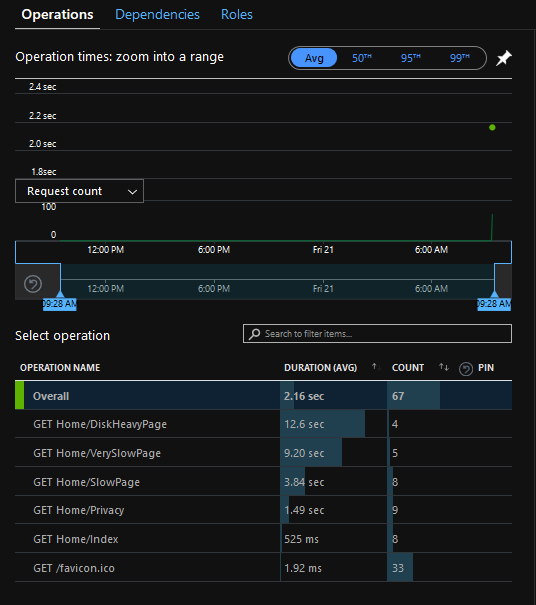 Operations Dependencies Roles
Operation times: zoom into a range Avg 50TH 95TH 99TH
2.4 sec
2.2 sec
2.0 sec
1.8sec
Request count
100
0
12:00 PM 6:00 PM Fri 21 6:00 AM
12:00 PM 6:00 PM Fri 21 6:00 AM
09:28 AM 09:28 AM
Select operation Search to filter items...
OPERATION NAME DURATION (AVG) COUNT PIN
Overall 2.16 sec 67
GET Home/DiskHeavyPage 12.6 sec 4
GET Home/VerySlowPage 9.20 sec 5
GET Home/SlowPage 3.84 sec 8
GET Home/Privacy 1.49 sec 9
GET Home/Index 525 ms 8
GET /favicon.ico 1.92 ms 33